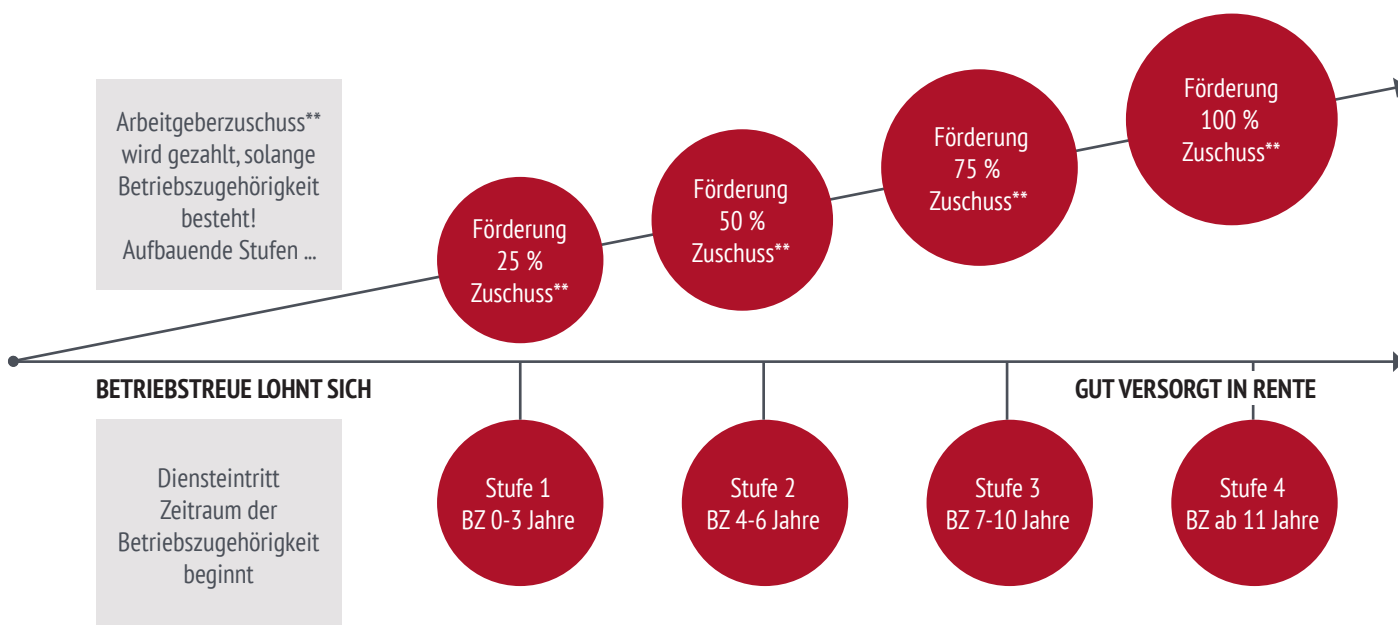 Arbeitgeberzuschuss**
wird gezahlt, solange
Betriebszugehörigkeit
besteht!
Aufbauende Stufen ...
Förderung
25 %
Zuschuss**
Förderung
50 %
Zuschuss**
Förderung
75 %
Zuschuss**
Förderung
100 %
Zuschuss**
BETRIEBSTREUE LOHNT SICH
GUT VERSORGT IN RENTE
Diensteintritt
Zeitraum der
Betriebszugehörigkeit
beginnt
Stufe 1
BZ 0-3 Jahre
Stufe 2
BZ 4-6 Jahre
Stufe 3
BZ 7-10 Jahre
Stufe 4
BZ ab 11 Jahre